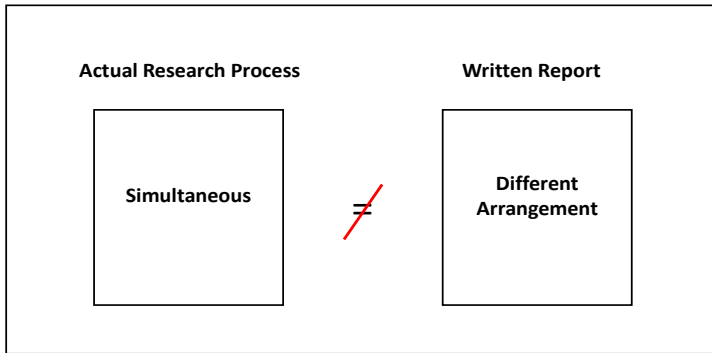 Actual Research Process
Written Report
Simultaneous
=
Different
Arrangement